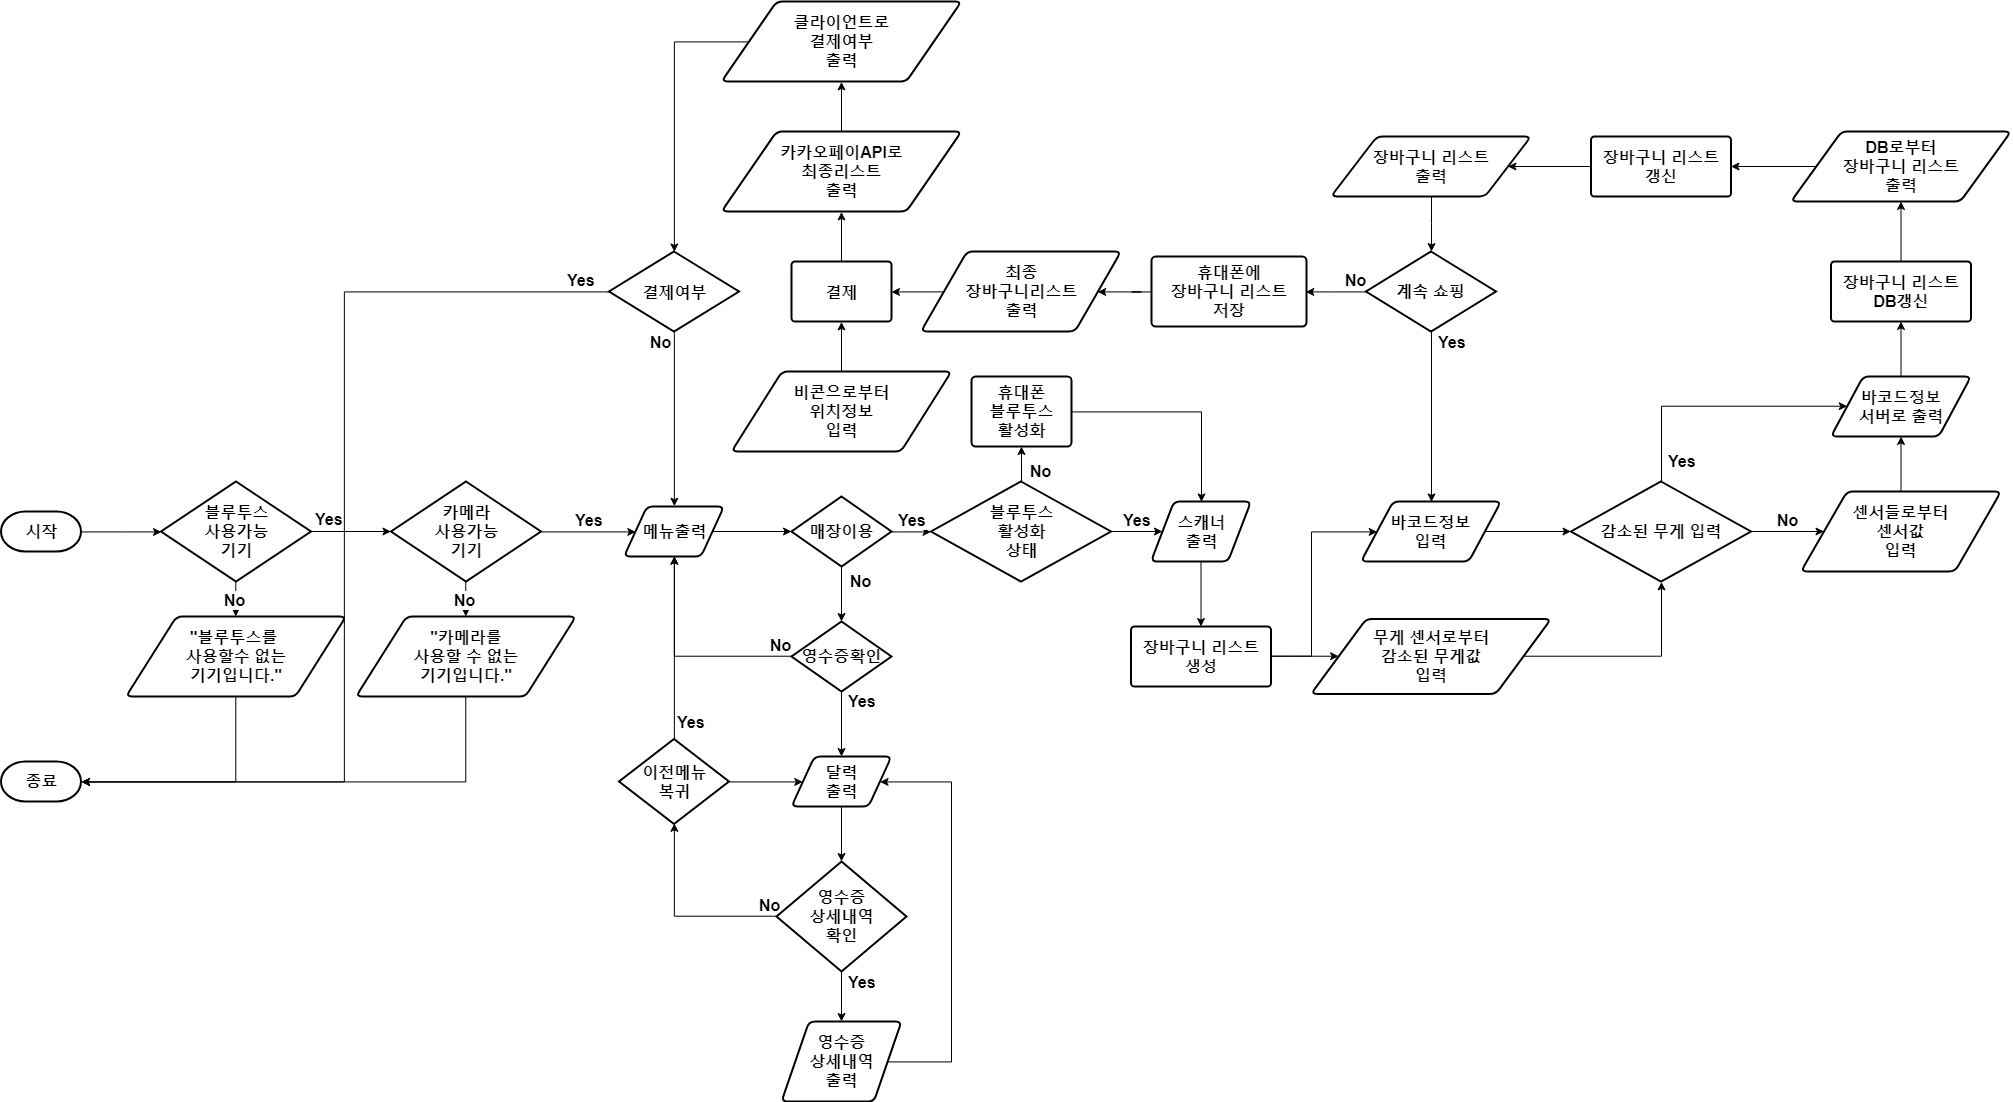 클라이언트로
결제여부
출력
카카오페이API로
최종리스트
출력
장바구니 리스트
출력
장바구니 리스트
갱신
DB로부터
장바구니 리스트
출력
Yes
결제여부
No
결제
최종
장바구니리스트
출력
휴대폰에
장바구니 리스트
저장
No
계속 쇼핑
Yes
장바구니 리스트
DB갱신
비콘으로부터
위치정보
입력
휴대폰
블루투스
활성화
No
바코드정보
서버로 출력
Yes
시작
블루투스
사용가능
기기
Yes
No
카메라
사용가능
기기
Yes
No
메뉴출력
매장이용
Yes
No
블루투스
활성화
상태
Yes
스캐너
출력
바코드정보
입력
감소된 무게 입력
No
센서들로부터
센서값
입력
"블루투스를
사용할수 없는
기기입니다."
"카메라를
사용할 수 없는
기기입니다."
No
영수증확인
Yes
장바구니 리스트
생성
무게 센서로부터
감소된 무게값
입력
Yes
종료
이전메뉴
복귀
달력
출력
No
영수증
상세내역
확인
Yes
영수증
상세내역
출력